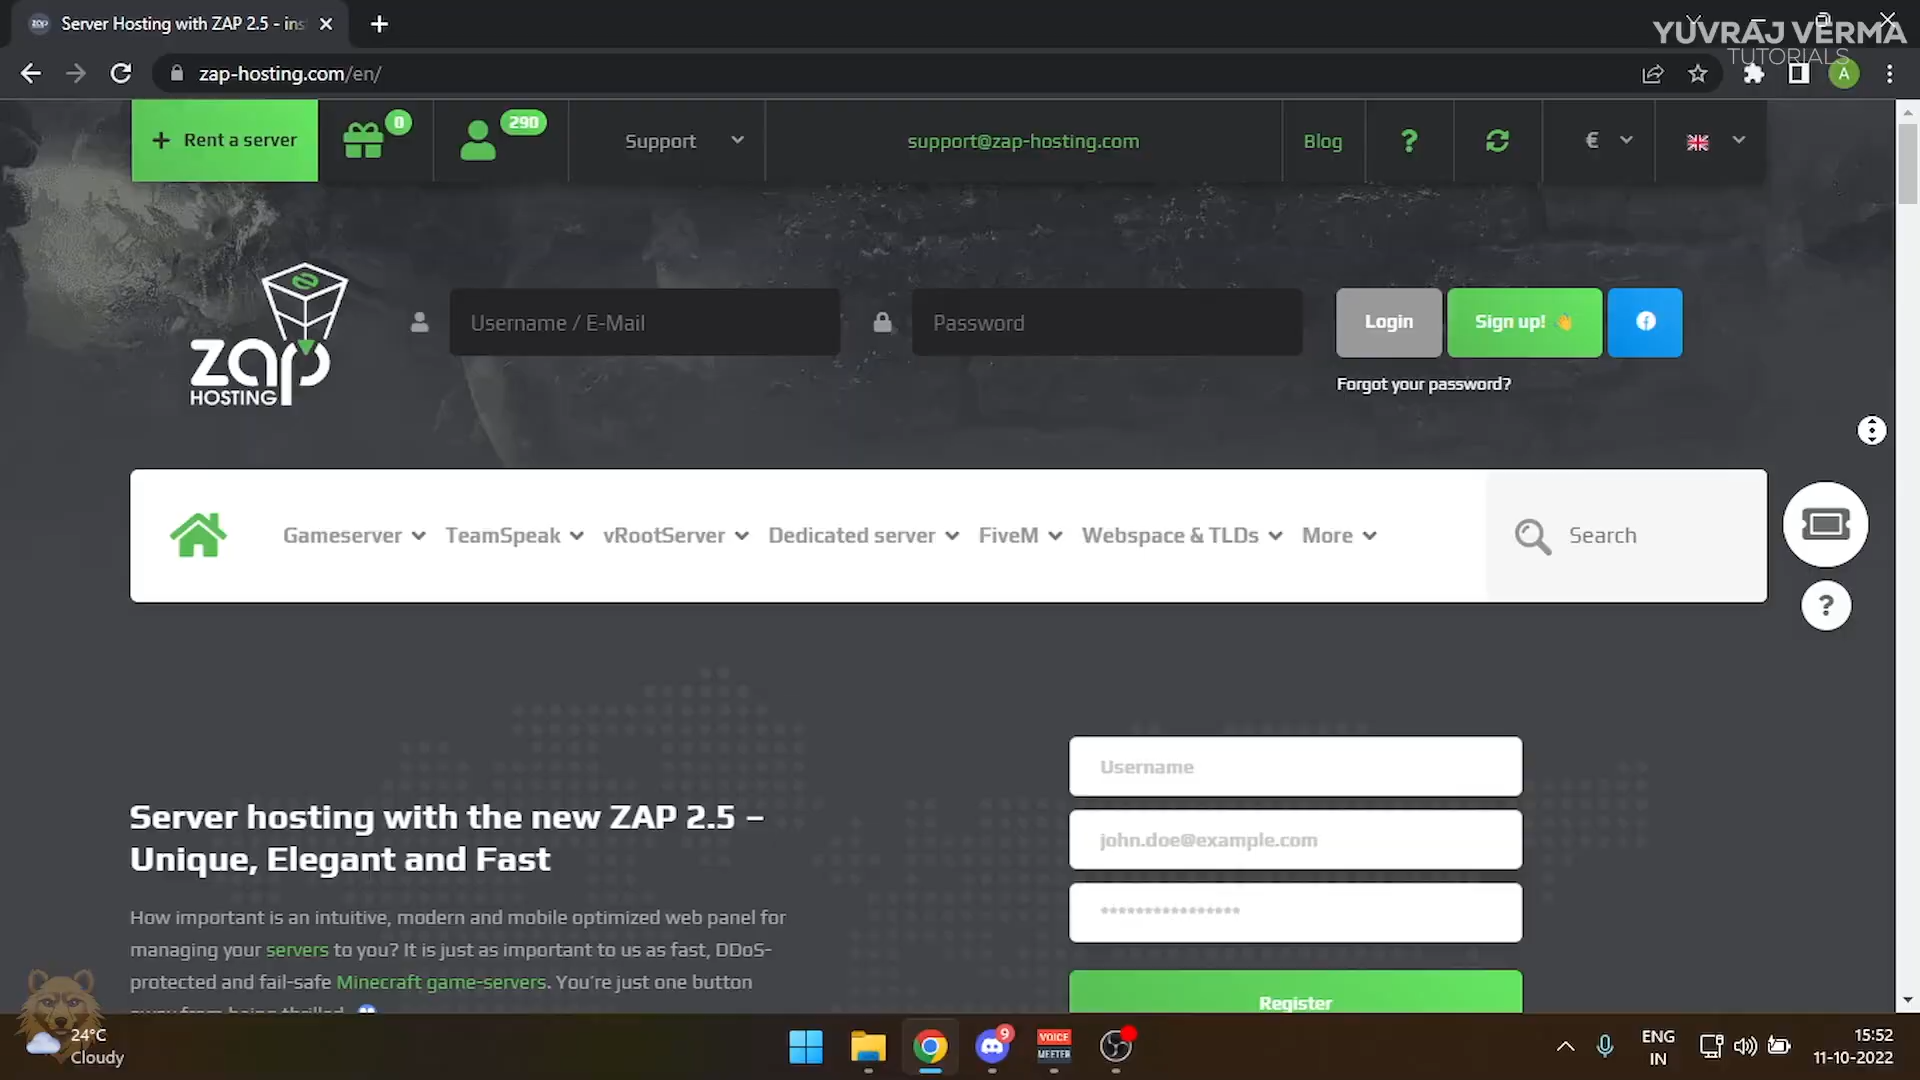 Server Hosting with ZAP 2.5 - ins
YUVRAJ VERMA
TUTORIALS
zap-hosting.com/en/
A
+ Rent a server
0
290
Support
support@zap-hosting.com
Blog
?
€
zap
HOSTING
Username / E-Mail
Password
Login
Sign up! 👋
Forgot your password?
Gameserver
TeamSpeak
vRootServer
Dedicated server
FiveM
Webspace & TLDs
More
Search
?
Server hosting with the new ZAP 2.5 –
Unique, Elegant and Fast
How important is an intuitive, modern and mobile optimized web panel for
managing your servers to you? It is just as important to us as fast, DDoS-
protected and fail-safe Minecraft game-servers. You´re just one button
Username
john.doe@example.com
****************
Register
24°C
Cloudy
9
VOICE
MEETER
ENG
IN
15:52
11-10-2022